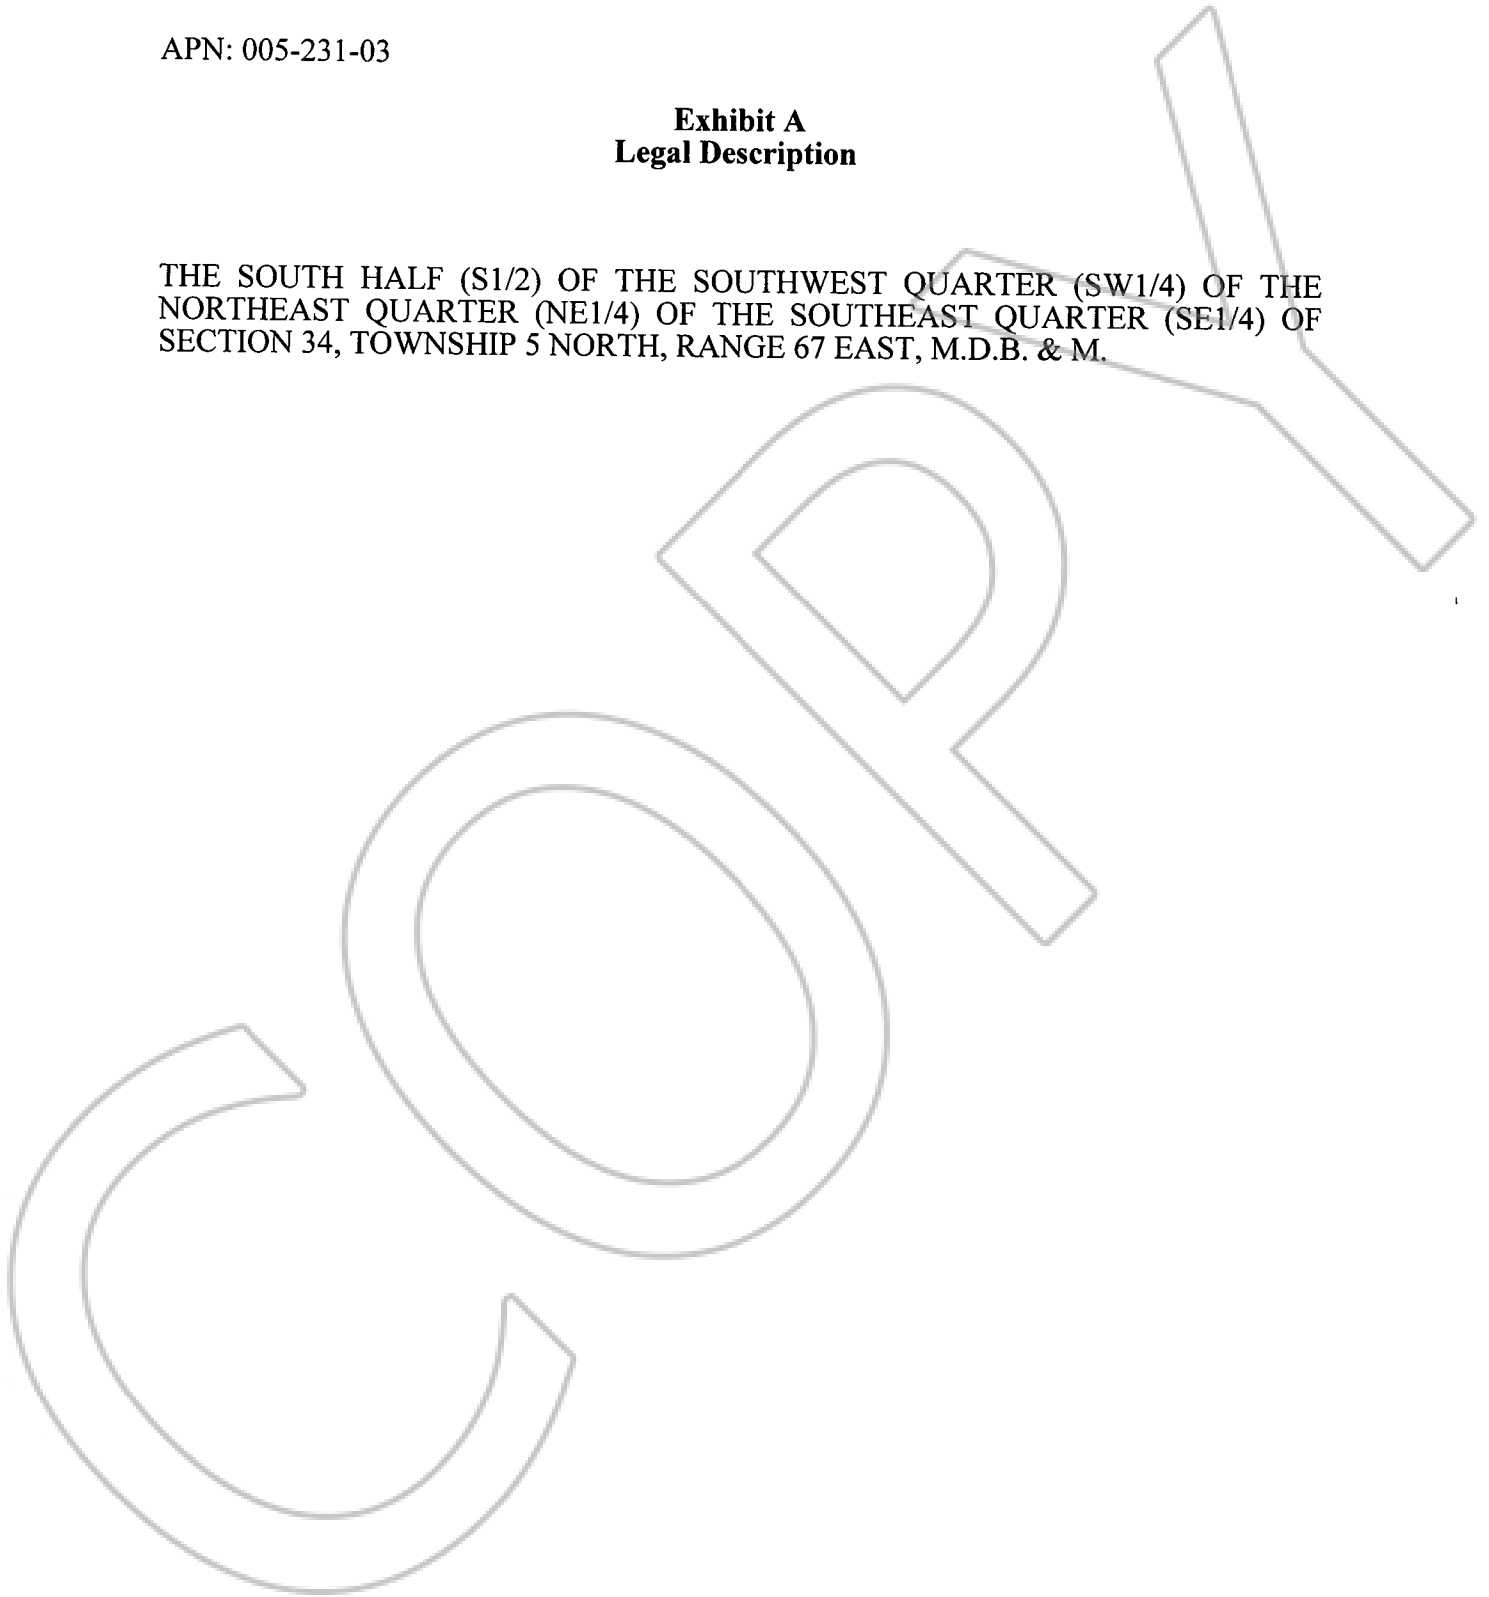 APN: 005-231-03
Exhibit A
Legal Description
THE SOUTH HALF (S1/2) OF THE SOUTHWEST QUARTER (SW1/4) OF THE
NORTHEAST QUARTER (NE1/4) OF THE SOUTHEAST QUARTER (SE1/4) OF
SECTION 34, TOWNSHIP 5 NORTH, RANGE 67 EAST, M.D.B. & M.
COPY